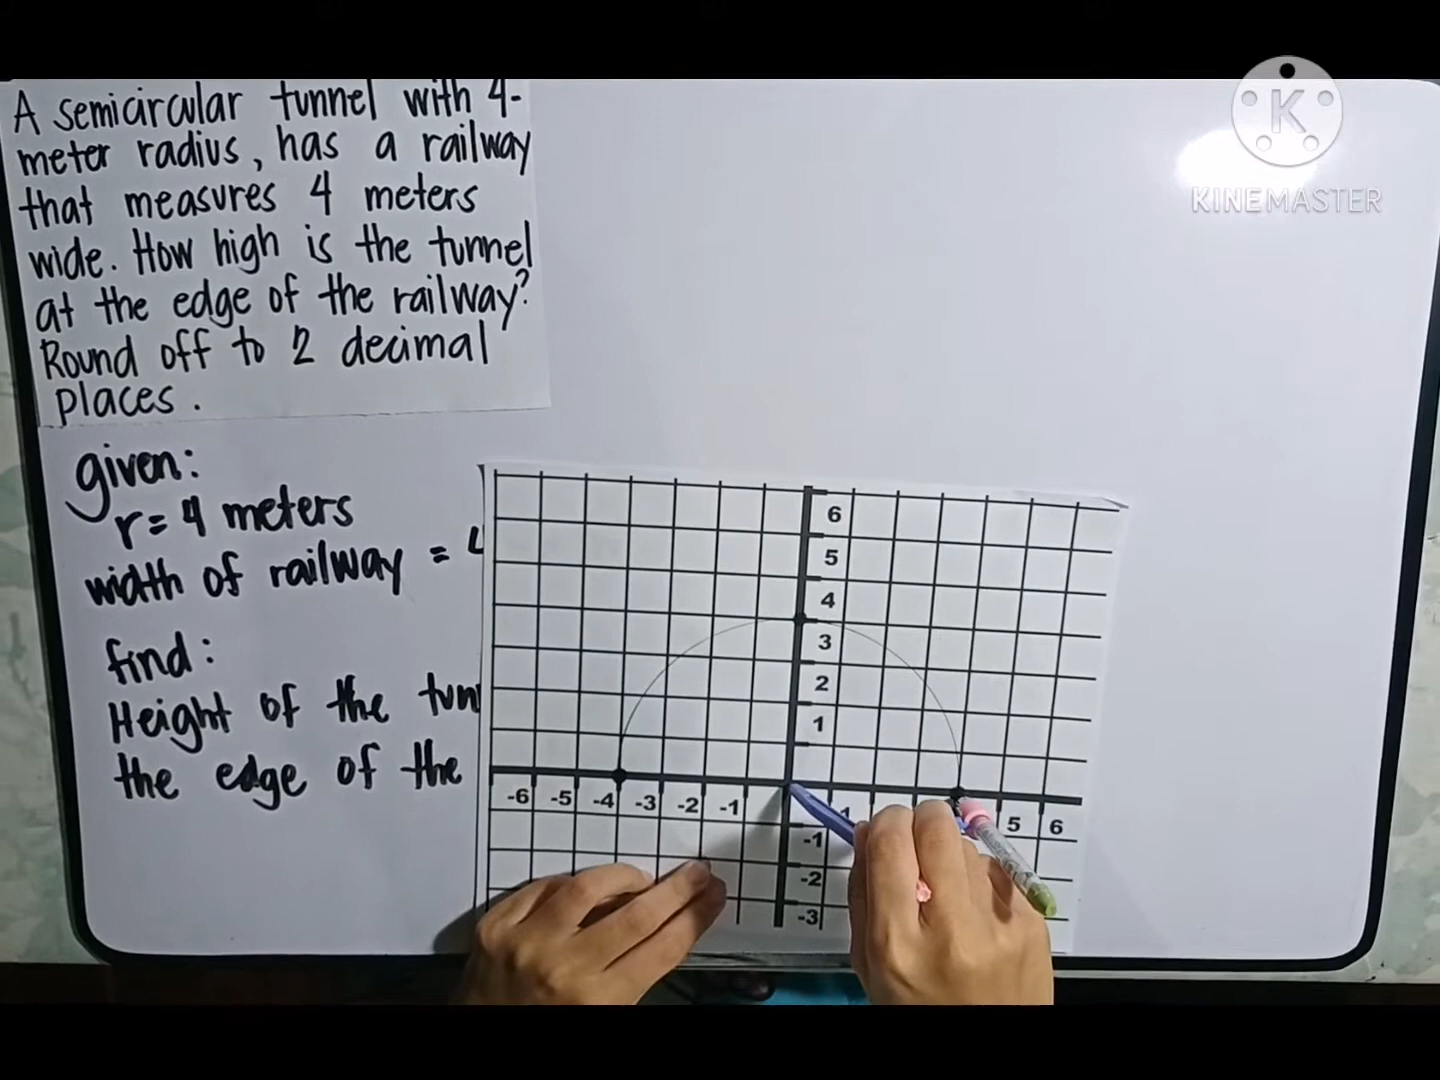 A semicircular tunnel with 4-
meter radius, has a railway
that measures 4 meters
wide. How high is the tunnel
at the edge of the railway?
Round off to 2 decimal
places.
given:
r = 4 meters
width of railway = 4
find:
Height of the tun
the edge of the
6
5
4
3
2
1
-6 -5 -4 -3 -2 -1 1 5 6
-1
-2
-3
K
KINEMASTER